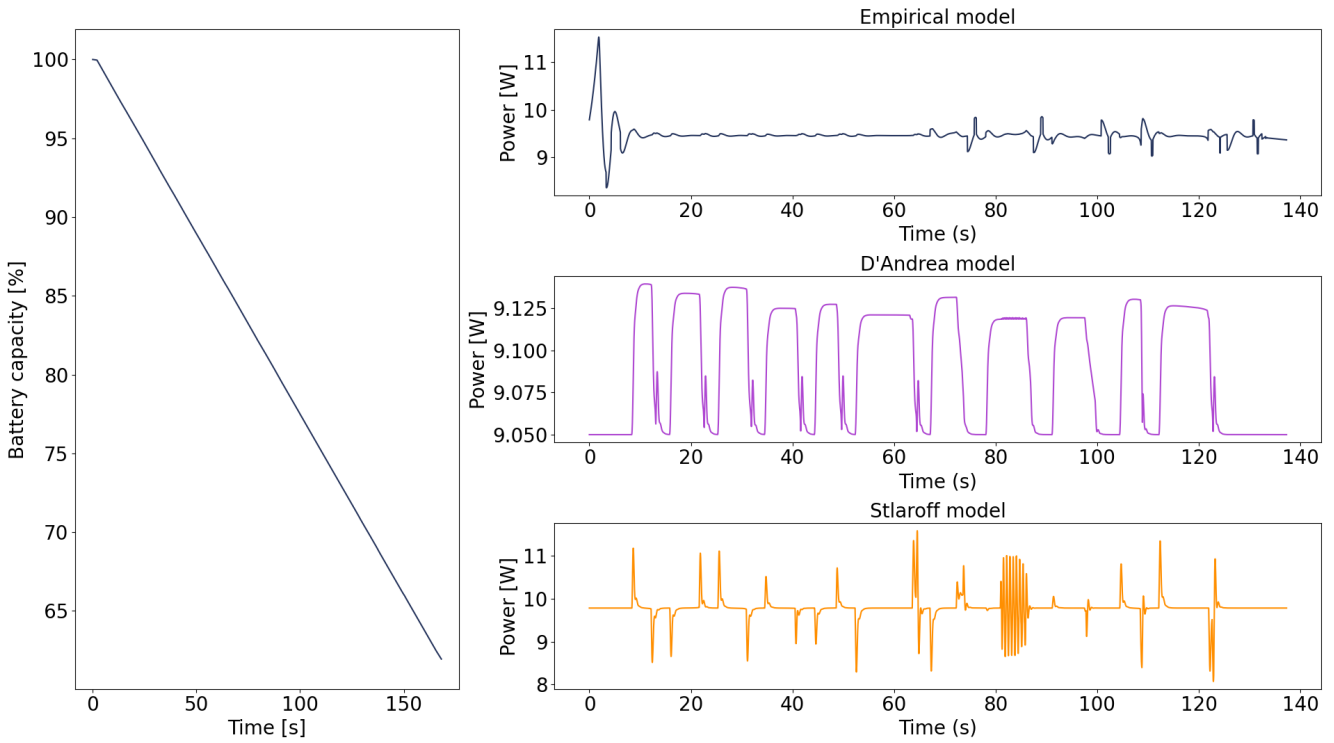 Battery capacity [%]
100
95
90
85
80
75
70
65
0 50 100 150
Time [s]
Empirical model
Power [W]
11
10
9
0 20 40 60 80 100 120 140
Time (s)
D'Andrea model
Power [W]
9.125
9.100
9.075
9.050
0 20 40 60 80 100 120 140
Time (s)
Stlaroff model
Power [W]
11
10
9
8
0 20 40 60 80 100 120 140
Time (s)